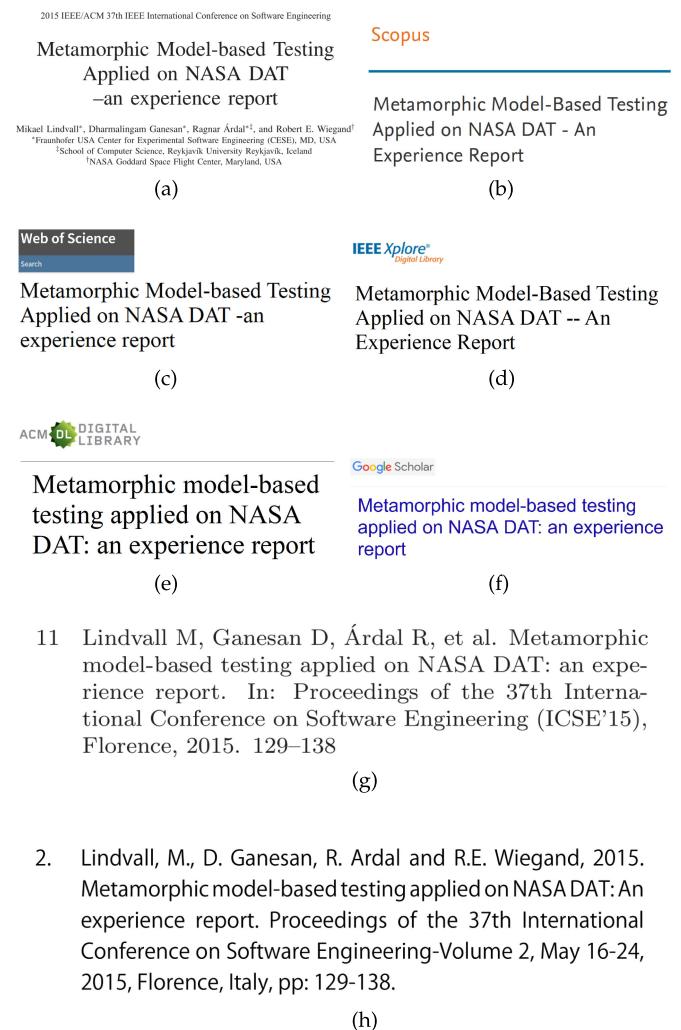 2015 IEEE/ACM 37th IEEE International Conference on Software Engineering
Metamorphic Model-based Testing
Applied on NASA DAT
–an experience report
Mikael Lindvall*, Dharmalingam Ganesan*, Ragnar Árdal*‡, and Robert E. Wiegand†
*Fraunhofer USA Center for Experimental Software Engineering (CESE), MD, USA
‡School of Computer Science, Reykjavík University Reykjavík, Iceland
†NASA Goddard Space Flight Center, Maryland, USA
(a)
Scopus
Metamorphic Model-Based Testing
Applied on NASA DAT - An
Experience Report
(b)
Web of Science
Search
Metamorphic Model-based Testing
Applied on NASA DAT -an
experience report
(c)
IEEE Xplore®
Digital Library
Metamorphic Model-Based Testing
Applied on NASA DAT -- An
Experience Report
(d)
ACM DL DIGITAL
LIBRARY
Metamorphic model-based
testing applied on NASA
DAT: an experience report
(e)
Google Scholar
Metamorphic model-based testing
applied on NASA DAT: an experience
report
(f)
11 Lindvall M, Ganesan D, Árdal R, et al. Metamorphic
model-based testing applied on NASA DAT: an expe-
rience report. In: Proceedings of the 37th Interna-
tional Conference on Software Engineering (ICSE'15),
Florence, 2015. 129–138
(g)
2. Lindvall, M., D. Ganesan, R. Ardal and R.E. Wiegand, 2015.
Metamorphic model-based testing applied on NASA DAT: An
experience report. Proceedings of the 37th International
Conference on Software Engineering-Volume 2, May 16-24,
2015, Florence, Italy, pp: 129-138.
(h)